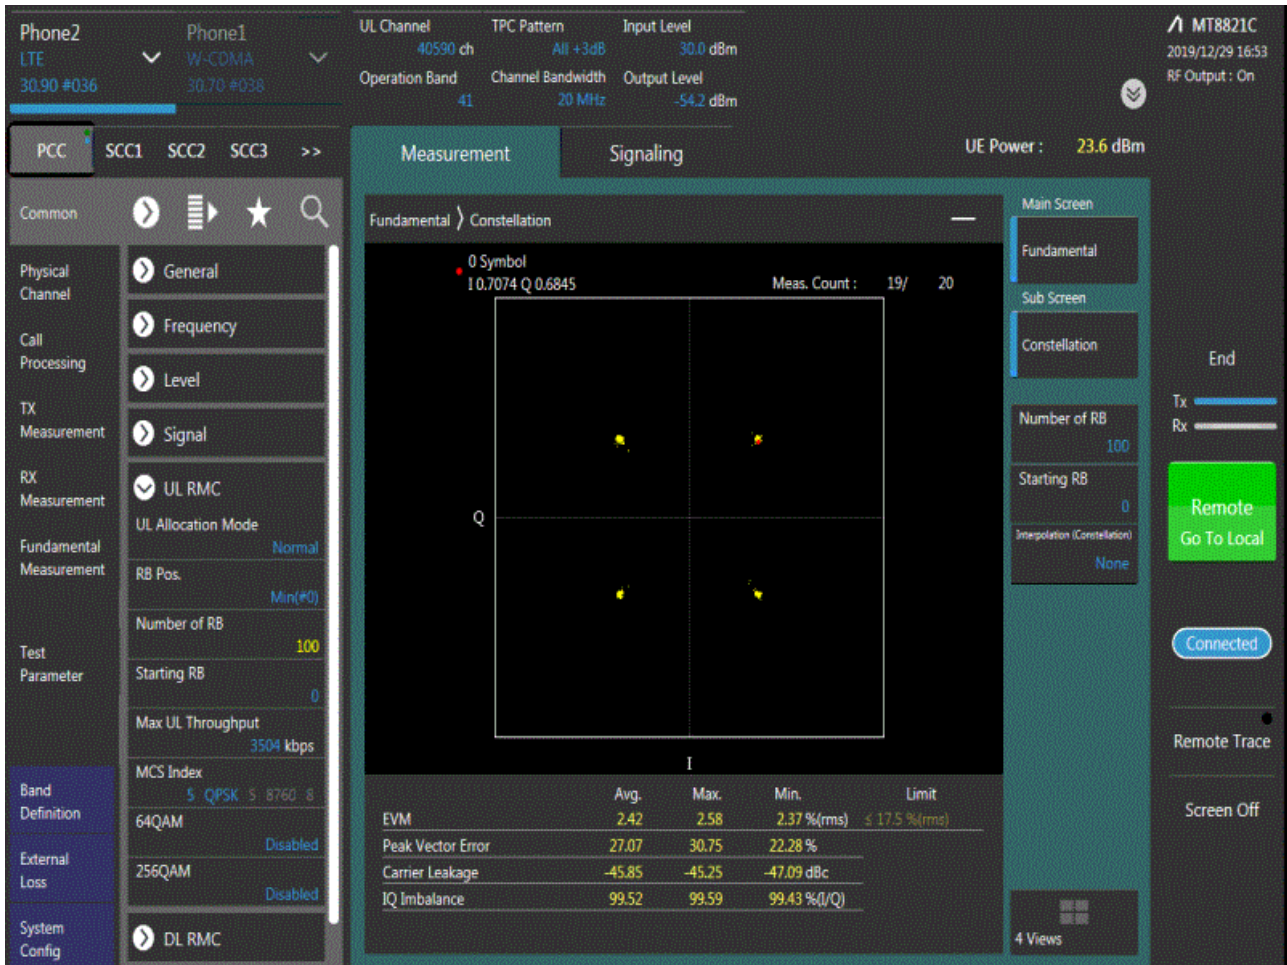 Phone2
LTE
30.90 #036
Phone1
W-CDMA
30.70 #038
UL Channel
40590 ch
TPC Pattern
All +3dB
Input Level
30.0 dBm
Operation Band
41
Channel Bandwidth
20 MHz
Output Level
-54.2 dBm
MT8821C
2019/12/29 16:53
RF Output : On
PCC SCC1 SCC2 SCC3 >>
Measurement
Signaling
UE Power : 23.6 dBm
Common
Physical
Channel
Call
Processing
TX
Measurement
RX
Measurement
Fundamental
Measurement
Test
Parameter
Band
Definition
External
Loss
System
Config
General
Frequency
Level
Signal
UL RMC
UL Allocation Mode
Normal
RB Pos.
Min(#0)
Number of RB
100
Starting RB
0
Max UL Throughput
3504 kbps
MCS Index
5 QPSK 5 8760 8
64QAM
Disabled
256QAM
Disabled
DL RMC
Fundamental 〉 Constellation
0 Symbol
I 0.7074 Q 0.6845
Meas. Count : 19/ 20
Q
I
Avg. Max. Min. Limit
EVM 2.42 2.58 2.37 %(rms) ≤ 17.5 %(rms)
Peak Vector Error 27.07 30.75 22.28 %
Carrier Leakage -45.85 -45.25 -47.09 dBc
IQ Imbalance 99.52 99.59 99.43 %(I/Q)
Main Screen
Fundamental
Sub Screen
Constellation
Number of RB
100
Starting RB
0
Interpolation (Constellation)
None
4 Views
End
Tx
Rx
Remote
Go To Local
Connected
Remote Trace
Screen Off